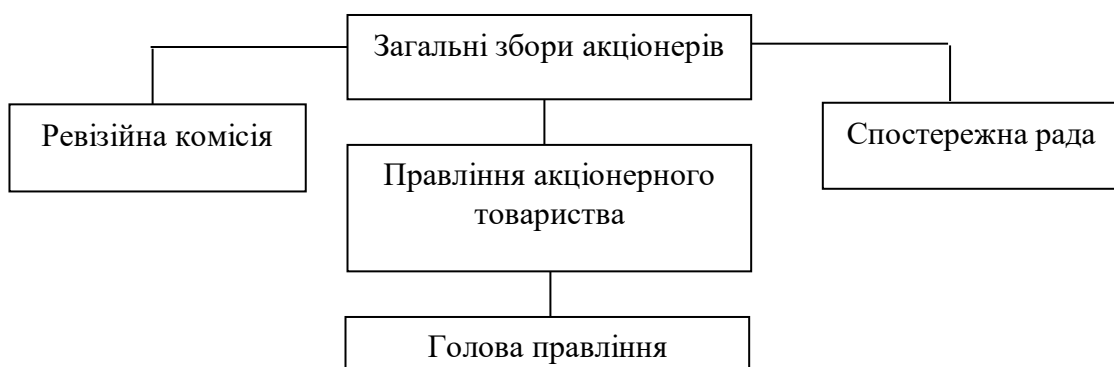 Загальні збори акціонерів
Ревізійна комісія
Спостережна рада
Правління акціонерного
товариства
Голова правління